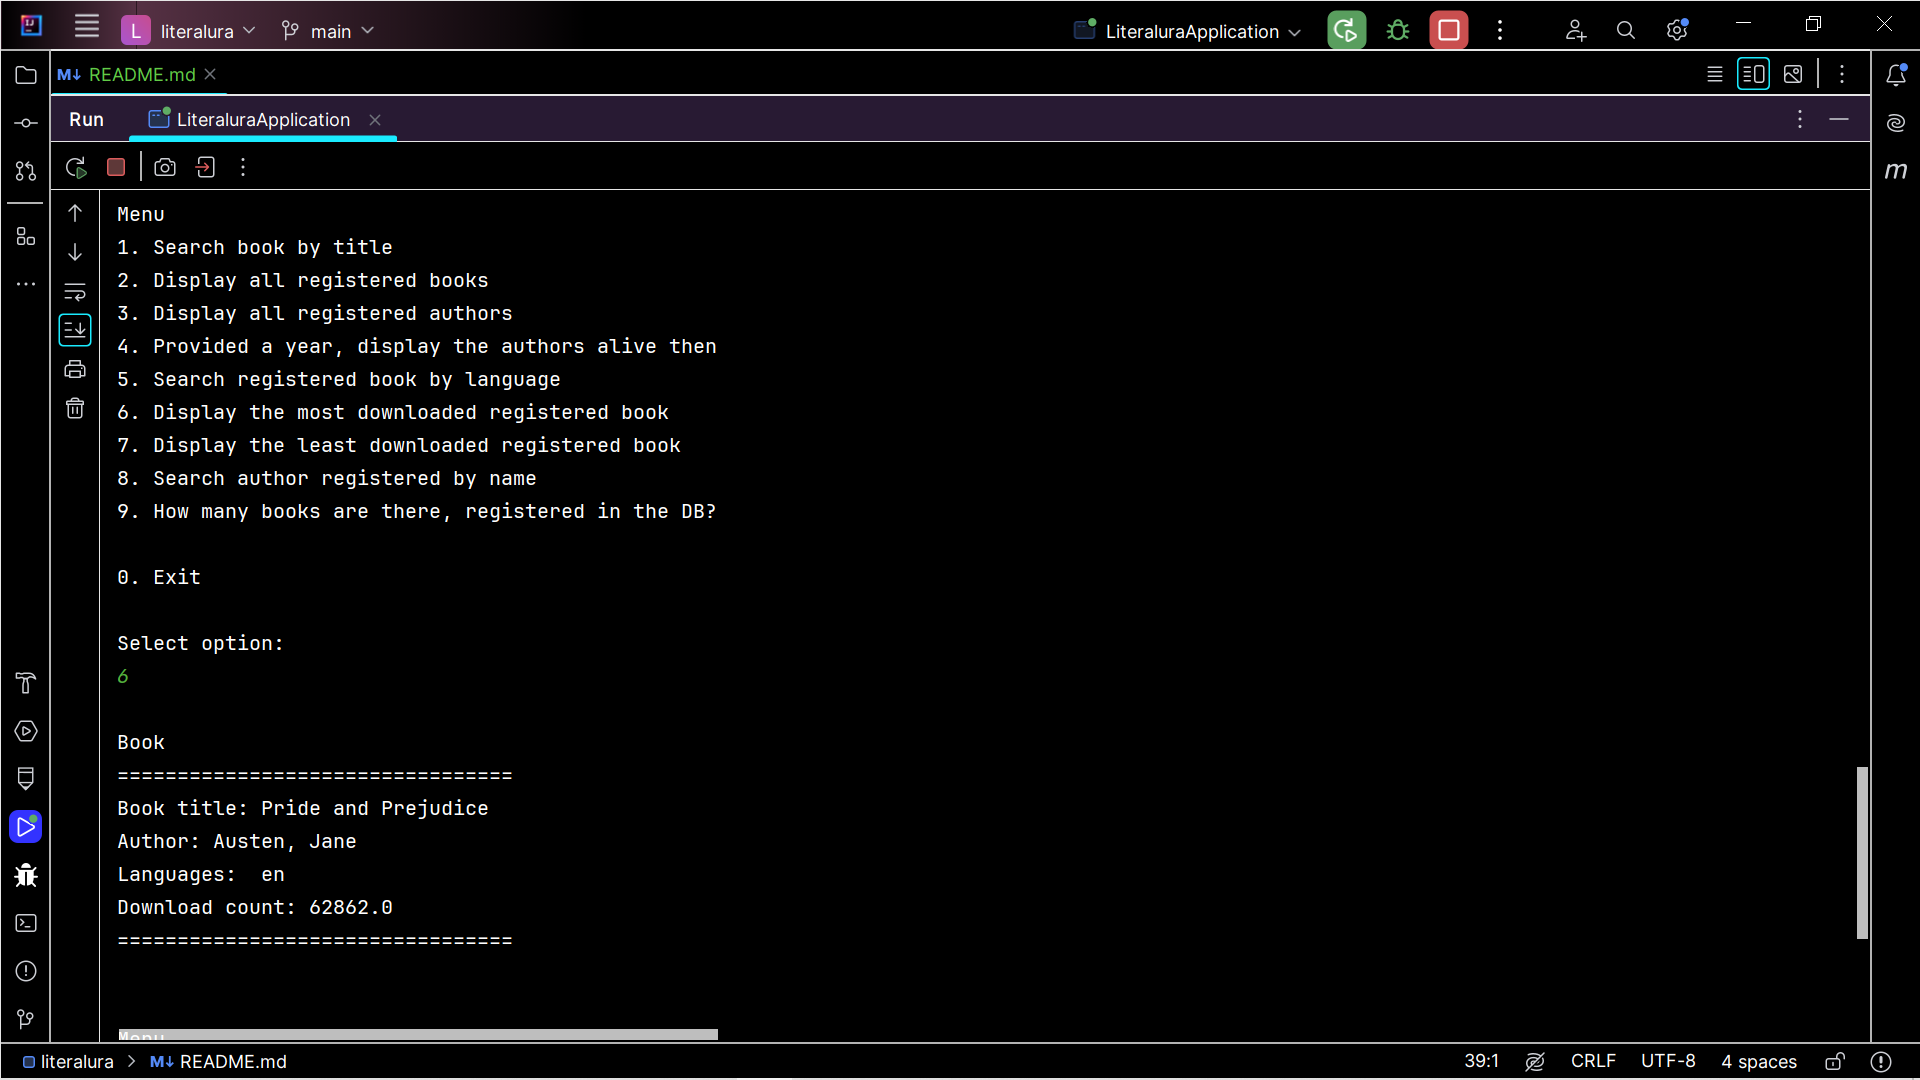 L literalura main LiteraluraApplication
M↓ README.md
Run LiteraluraApplication
m
Menu
1. Search book by title
2. Display all registered books
3. Display all registered authors
4. Provided a year, display the authors alive then
5. Search registered book by language
6. Display the most downloaded registered book
7. Display the least downloaded registered book
8. Search author registered by name
9. How many books are there, registered in the DB?
0. Exit
Select option:
6
Book
=================================
Book title: Pride and Prejudice
Author: Austen, Jane
Languages:  en
Download count: 62862.0
=================================
Menu
literalura > M↓ README.md 39:1 CRLF UTF-8 4 spaces